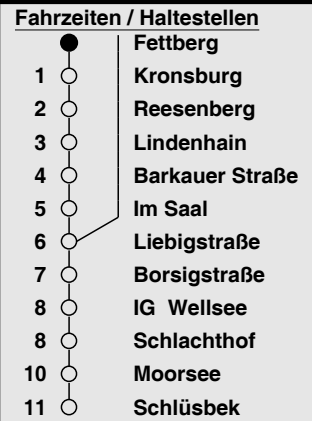 Fahrzeiten / Haltestellen
Fettberg
1 Kronsburg
2 Reesenberg
3 Lindenhain
4 Barkauer Straße
5 Im Saal
6 Liebigstraße
7 Borsigstraße
8 IG Wellsee
8 Schlachthof
10 Moorsee
11 Schlüsbek